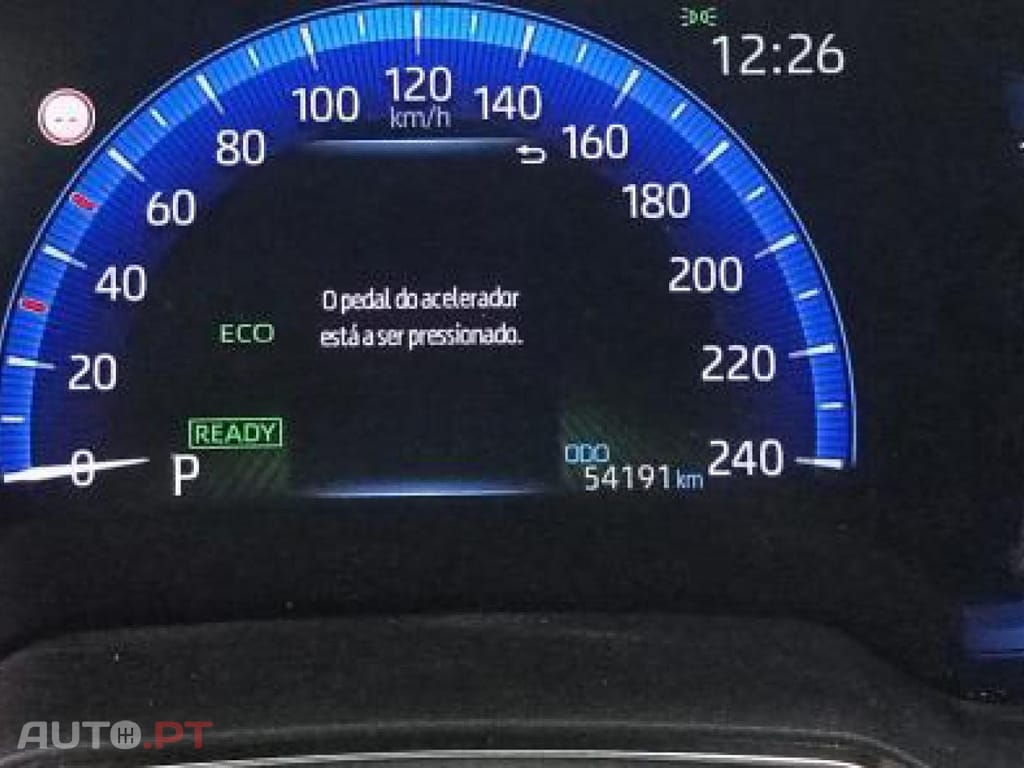 12:26
120
km/h
100
140
80
160
60
180
40
200
O pedal do acelerador
está a ser pressionado.
ECO
20
220
READY
0
P
ODO
54191 km
240
AUTO.PT